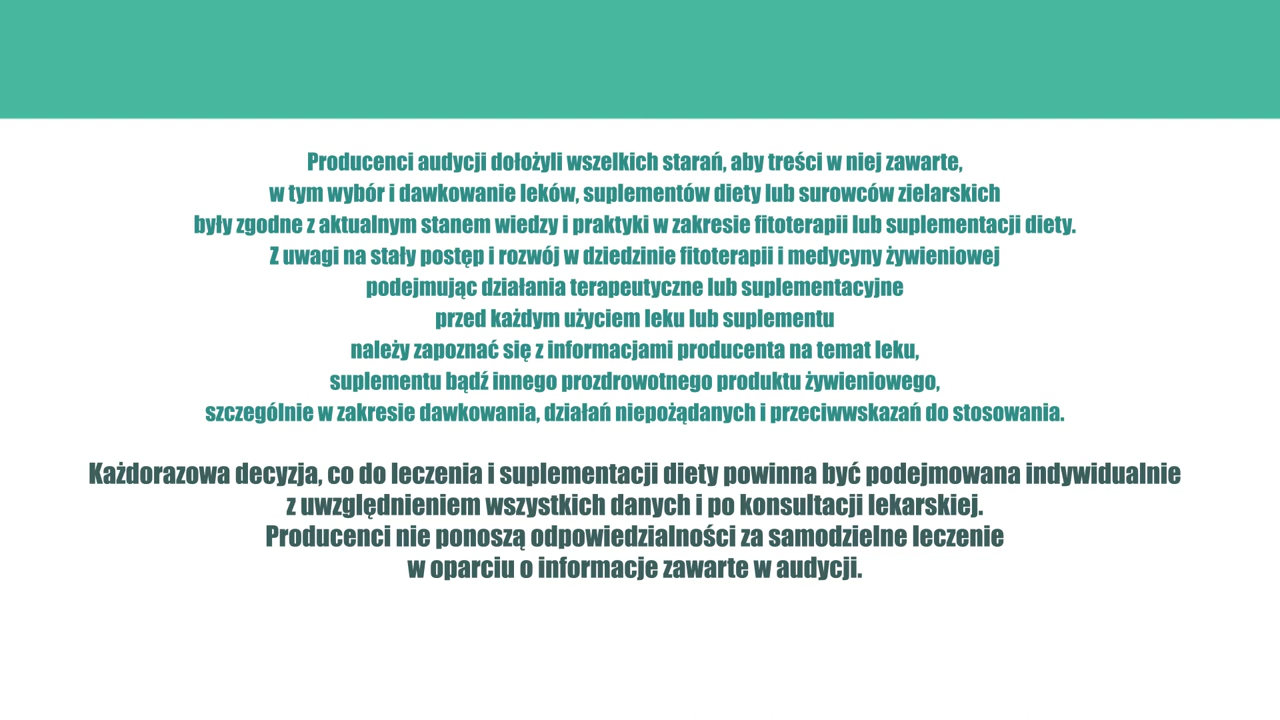 Producenci audycji dołożyli wszelkich starań, aby treści w niej zawarte,
w tym wybór i dawkowanie leków, suplementów diety lub surowców zielarskich
były zgodne z aktualnym stanem wiedzy i praktyki w zakresie fitoterapii lub suplementacji diety.
Z uwagi na stały postęp i rozwój w dziedzinie fitoterapii i medycyny żywieniowej
podejmując działania terapeutyczne lub suplementacyjne
przed każdym użyciem leku lub suplementu
należy zapoznać się z informacjami producenta na temat leku,
suplementu bądź innego prozdrowotnego produktu żywieniowego,
szczególnie w zakresie dawkowania, działań niepożądanych i przeciwwskazań do stosowania.
Każdorazowa decyzja, co do leczenia i suplementacji diety powinna być podejmowana indywidualnie
z uwzględnieniem wszystkich danych i po konsultacji lekarskiej.
Producenci nie ponoszą odpowiedzialności za samodzielne leczenie
w oparciu o informacje zawarte w audycji.